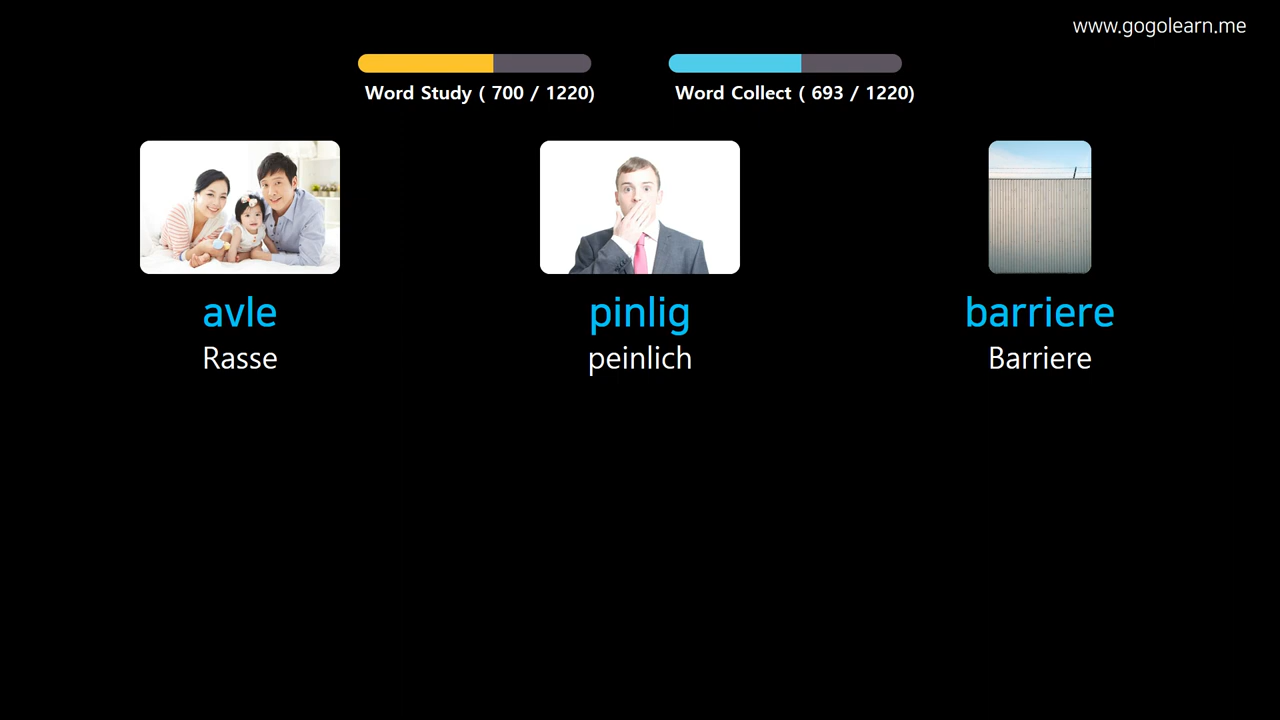 www.gogolearn.me
Word Study ( 700 / 1220)
Word Collect ( 693 / 1220)
avle
pinlig
barriere
Rasse
peinlich
Barriere